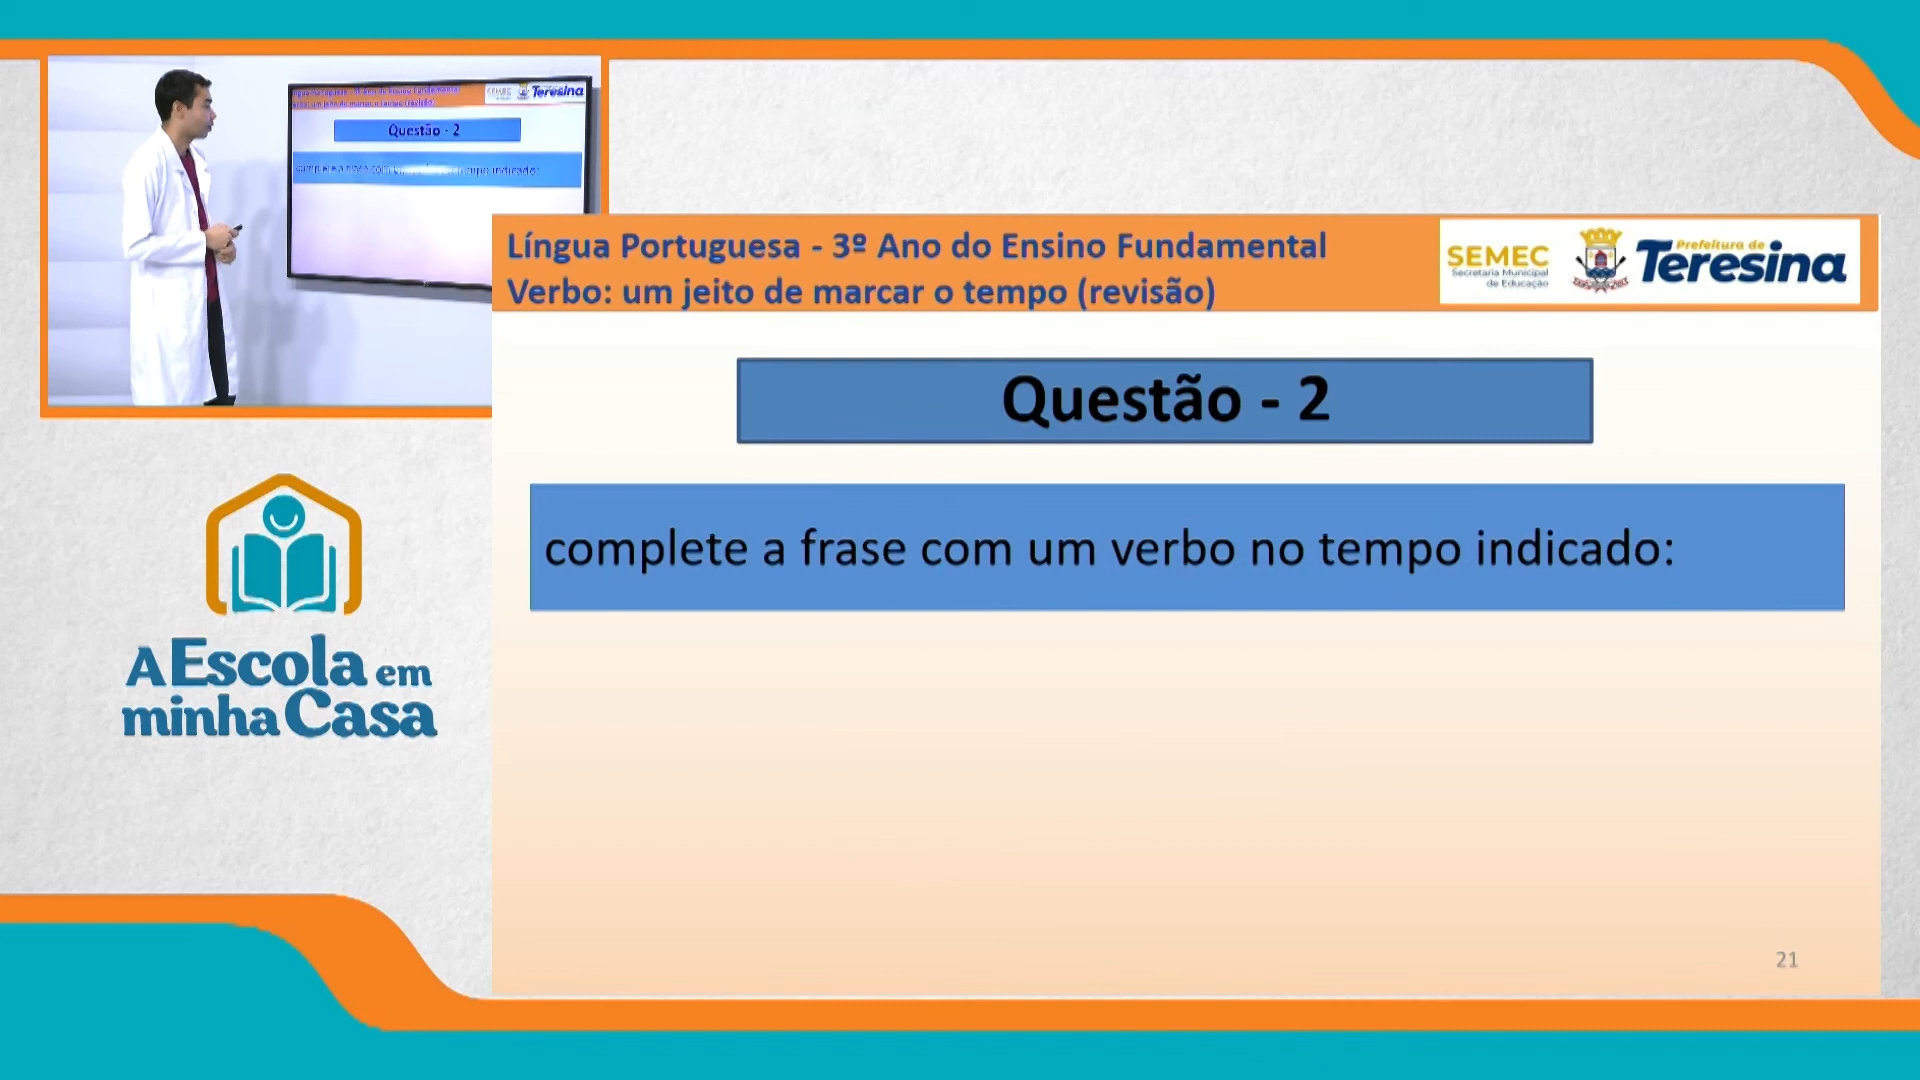 Teresina
Questão - 2
Língua Portuguesa - 3º Ano do Ensino Fundamental
Verbo: um jeito de marcar o tempo (revisão)
SEMEC
Secretaria Municipal
de Educação
Prefeitura de
Teresina
Questão - 2
complete a frase com um verbo no tempo indicado:
A Escola em
minha Casa
21